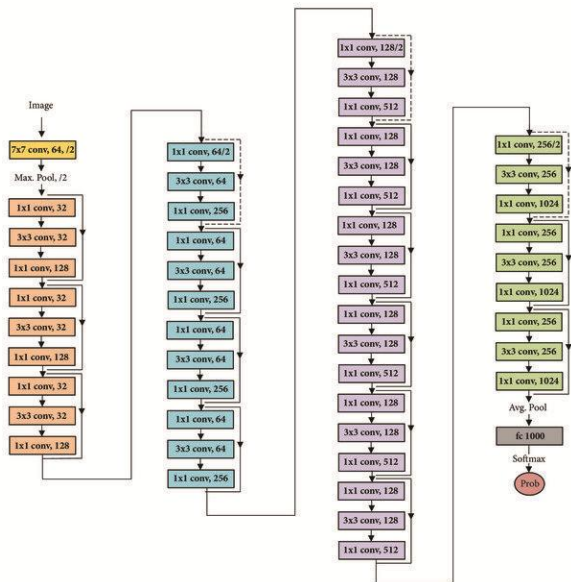 Image
7x7 conv, 64, /2
Max. Pool, /2
1x1 conv, 32
3x3 conv, 32
1x1 conv, 128
1x1 conv, 32
3x3 conv, 32
1x1 conv, 128
1x1 conv, 32
3x3 conv, 32
1x1 conv, 128
1x1 conv, 64/2
3x3 conv, 64
1x1 conv, 256
1x1 conv, 64
3x3 conv, 64
1x1 conv, 256
1x1 conv, 64
3x3 conv, 64
1x1 conv, 256
1x1 conv, 64
3x3 conv, 64
1x1 conv, 256
1x1 conv, 128/2
3x3 conv, 128
1x1 conv, 512
1x1 conv, 128
3x3 conv, 128
1x1 conv, 512
1x1 conv, 128
3x3 conv, 128
1x1 conv, 512
1x1 conv, 128
3x3 conv, 128
1x1 conv, 512
1x1 conv, 128
3x3 conv, 128
1x1 conv, 512
1x1 conv, 128
3x3 conv, 128
1x1 conv, 512
1x1 conv, 256/2
3x3 conv, 256
1x1 conv, 1024
1x1 conv, 256
3x3 conv, 256
1x1 conv, 1024
1x1 conv, 256
3x3 conv, 256
1x1 conv, 1024
Avg. Pool
fc 1000
Softmax
Prob